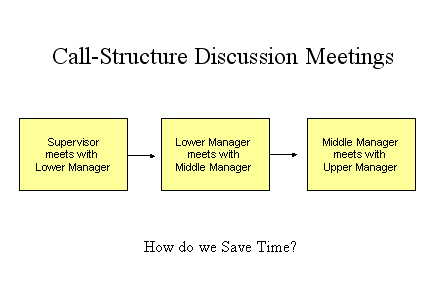 Call-Structure Discussion Meetings
Supervisor
meets with
Lower Manager
Lower Manager
meets with
Middle Manager
Middle Manager
meets with
Upper Manager
How do we Save Time?